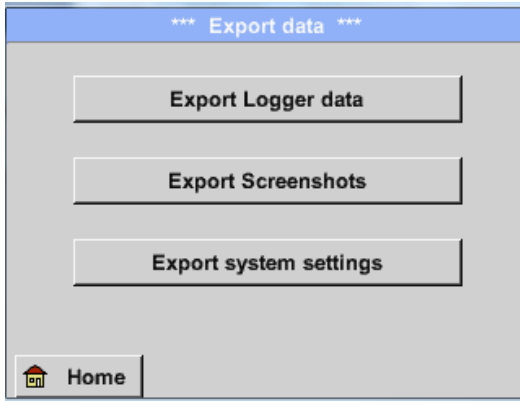 *** Export data ***
Export Logger data
Export Screenshots
Export system settings
Home